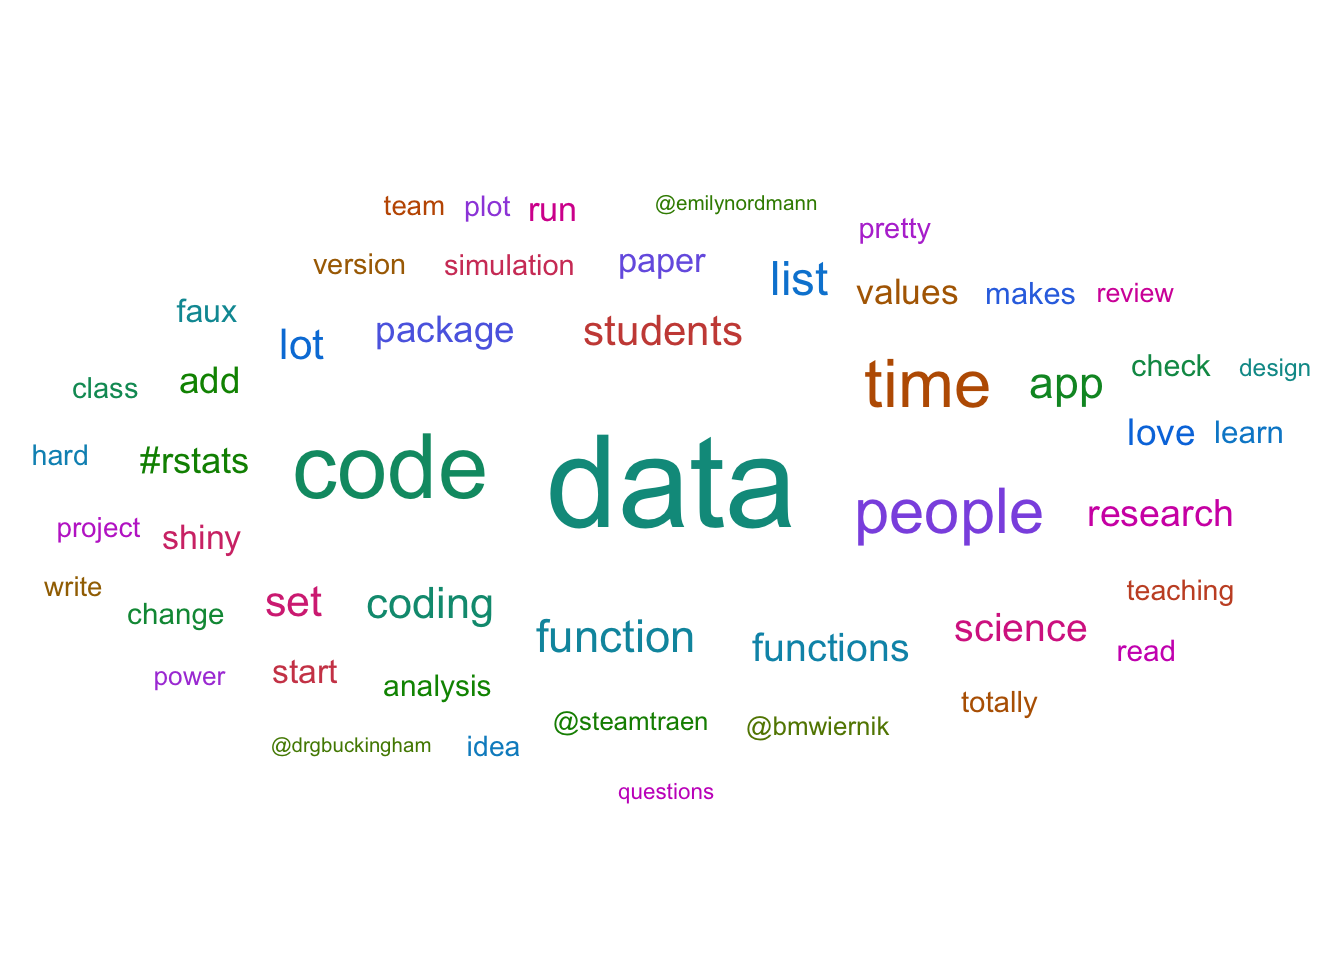 team plot run @emilynordmann
pretty
version simulation paper
list values makes review
faux
lot package students
time app check design
class add
love learn
hard #rstats code data
people research
project shiny
write change set coding
teaching
function functions science
read
power start analysis
totally
@steamtraen @bmwiernik
@drgbuckingham idea
questions